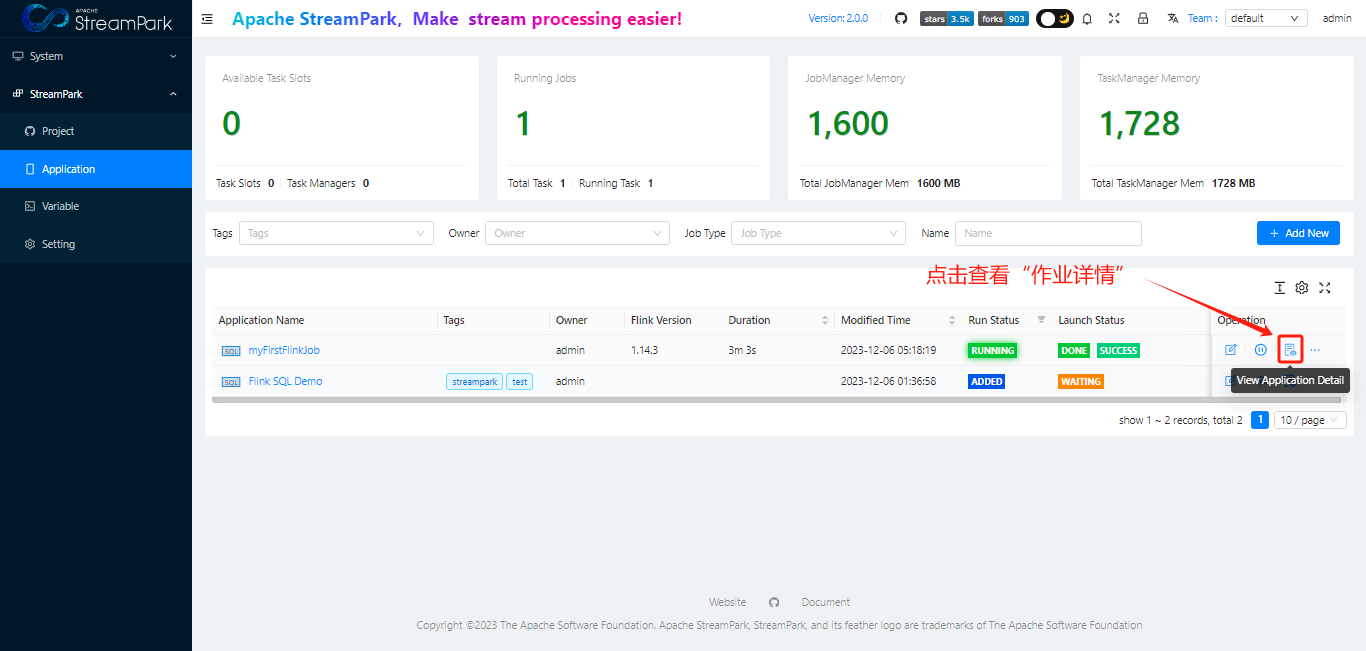 APACHE
StreamPark
Apache StreamPark, Make stream processing easier!
Version: 2.0.0
stars 3.5k forks 903
Team : default admin
System
StreamPark
Project
Application
Variable
Setting
Available Task Slots
0
Task Slots 0 Task Managers 0
Running Jobs
1
Total Task 1 Running Task 1
JobManager Memory
1,600
Total JobManager Mem 1600 MB
TaskManager Memory
1,728
Total TaskManager Mem 1728 MB
Tags Tags Owner Owner Job Type Job Type Name Name + Add New
点击查看“作业详情”
Application Name Tags Owner Flink Version Duration Modified Time Run Status Launch Status Operation
SQL myFirstFlinkJob admin 1.14.3 3m 3s 2023-12-06 05:18:19 RUNNING DONE SUCCESS ...
SQL Flink SQL Demo streampark test admin 2023-12-06 01:36:58 ADDED WAITING
View Application Detail
show 1 ~ 2 records, total 2 1 10 / page
Website Document
Copyright ©2023 The Apache Software Foundation. Apache StreamPark, StreamPark, and its feather logo are trademarks of The Apache Software Foundation